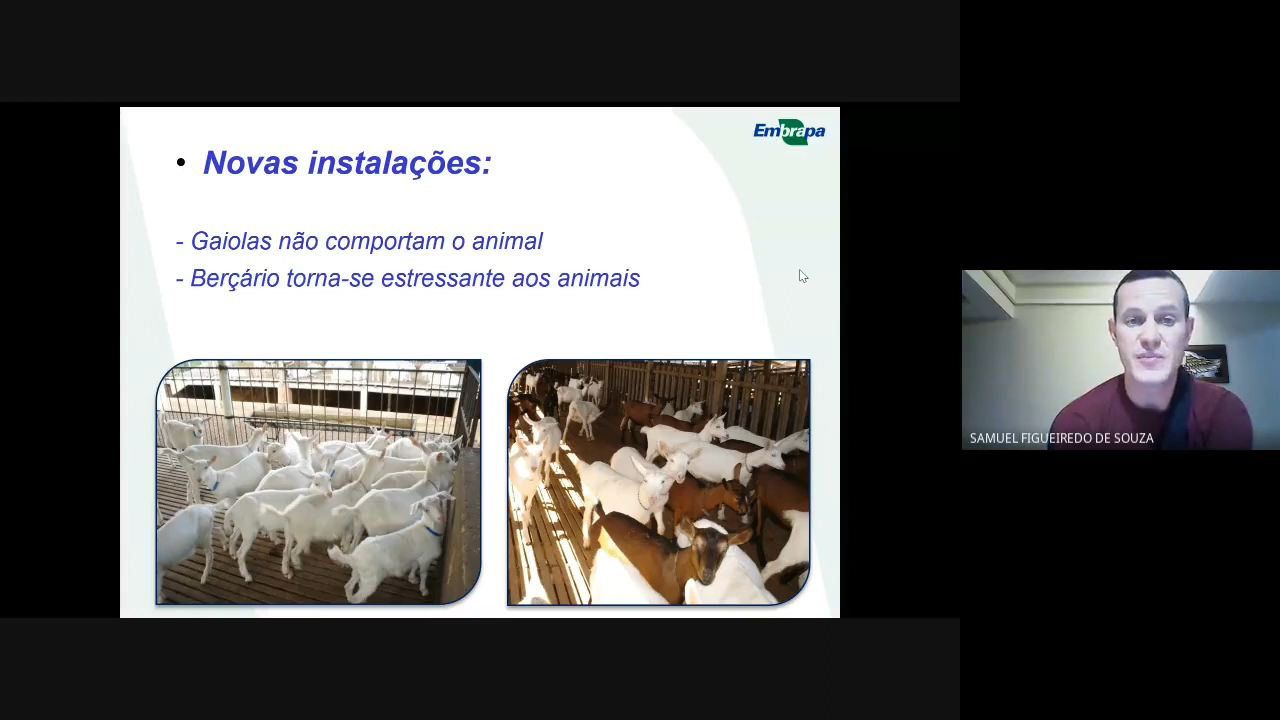 Embrapa
• Novas instalações:
- Gaiolas não comportam o animal
- Berçário torna-se estressante aos animais
SAMUEL FIGUEIREDO DE SOUZA